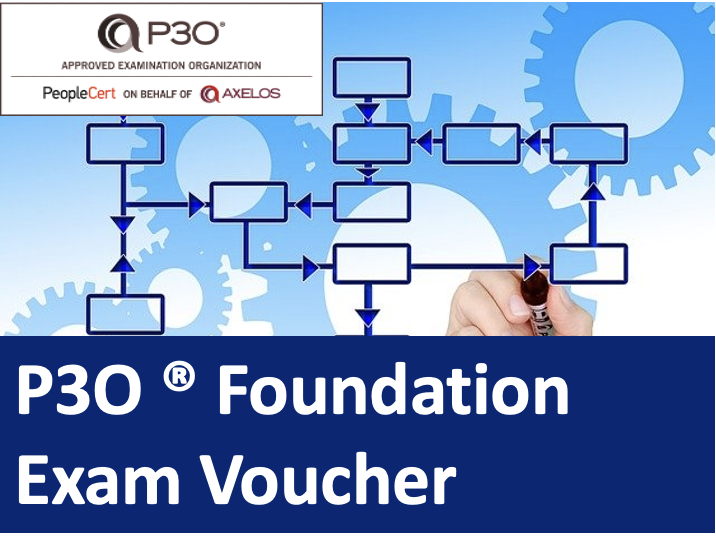 P3O®
APPROVED EXAMINATION ORGANIZATION
PeopleCert ON BEHALF OF AXELOS
P3O ® Foundation
Exam Voucher